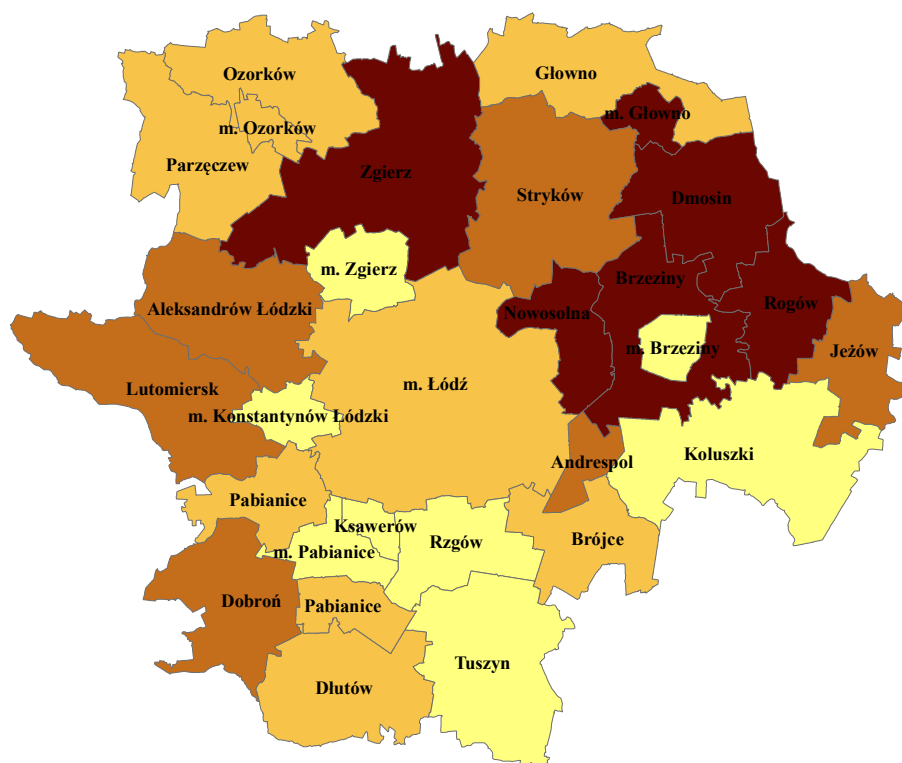 Ozorków
Głowno
m. Ozorków
m. Głowno
Parzęczew
Zgierz
Stryków
Dmosin
m. Zgierz
Brzeziny
Aleksandrów Łódzki
Nowosolna
Rogów
m. Brzeziny
Jeżów
Lutomiersk
m. Łódź
m. Konstantynów Łódzki
Koluszki
Andrespol
Pabianice
Ksawerów
Rzgów
Brójce
m. Pabianice
Dobroń
Pabianice
Tuszyn
Dłutów